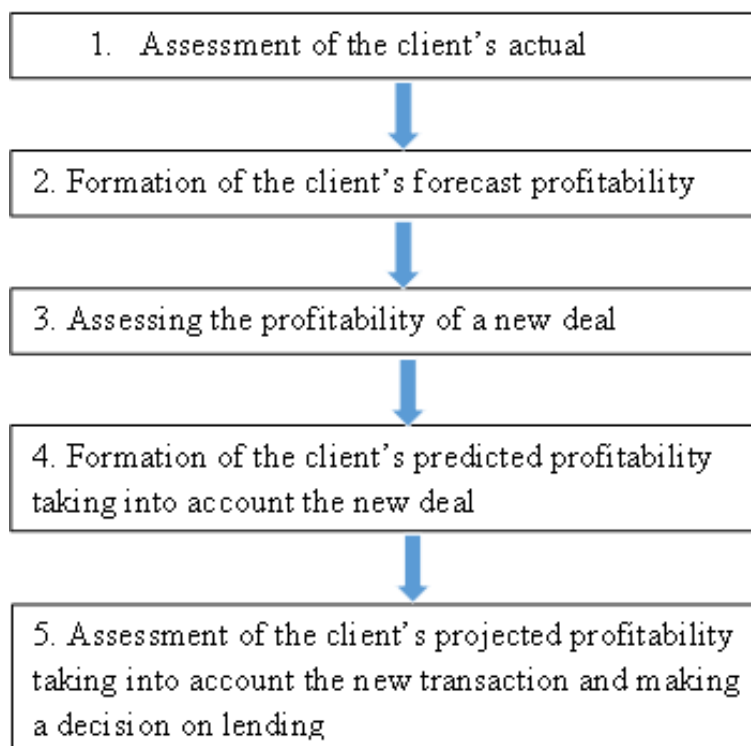 1. Assessment of the client’s actual
2. Formation of the client’s forecast profitability
3. Assessing the profitability of a new deal
4. Formation of the client’s predicted profitability
taking into account the new deal
5. Assessment of the client’s projected profitability
taking into account the new transaction and making
a decision on lending